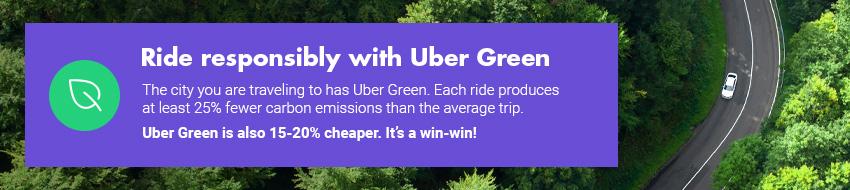 Ride responsibly with Uber Green
The city you are traveling to has Uber Green. Each ride produces
at least 25% fewer carbon emissions than the average trip.
Uber Green is also 15-20% cheaper. It’s a win-win!